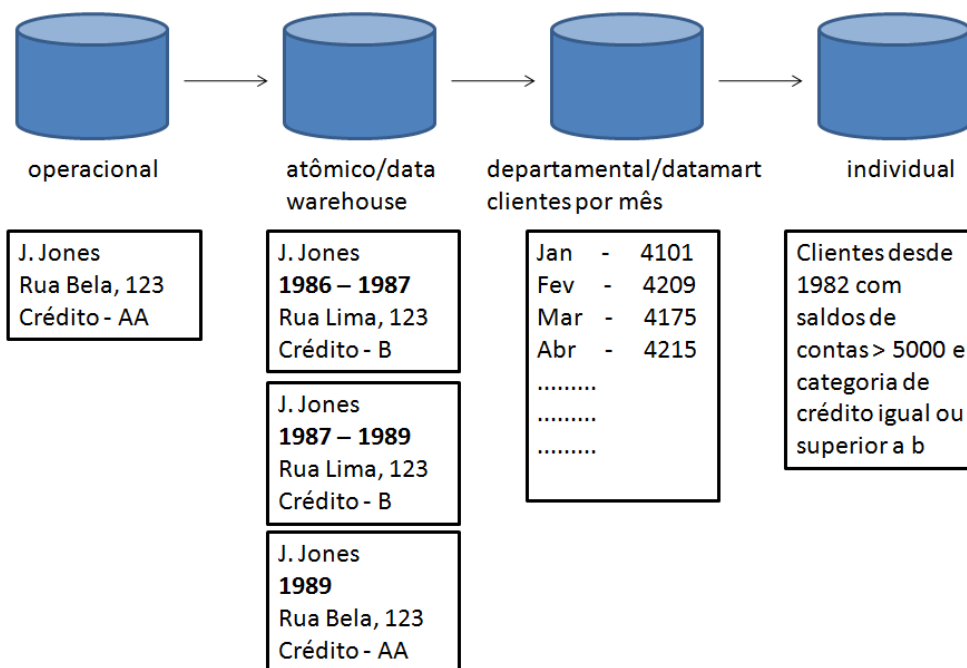 operacional
atômico/data
warehouse
departamental/datamart
clientes por mês
individual
J. Jones
Rua Bela, 123
Crédito - AA
J. Jones
1986 – 1987
Rua Lima, 123
Crédito - B
J. Jones
1987 – 1989
Rua Lima, 123
Crédito - B
J. Jones
1989
Rua Bela, 123
Crédito - AA
Jan - 4101
Fev - 4209
Mar - 4175
Abr - 4215
.........
.........
.........
Clientes desde
1982 com
saldos de
contas > 5000 e
categoria de
crédito igual ou
superior a b